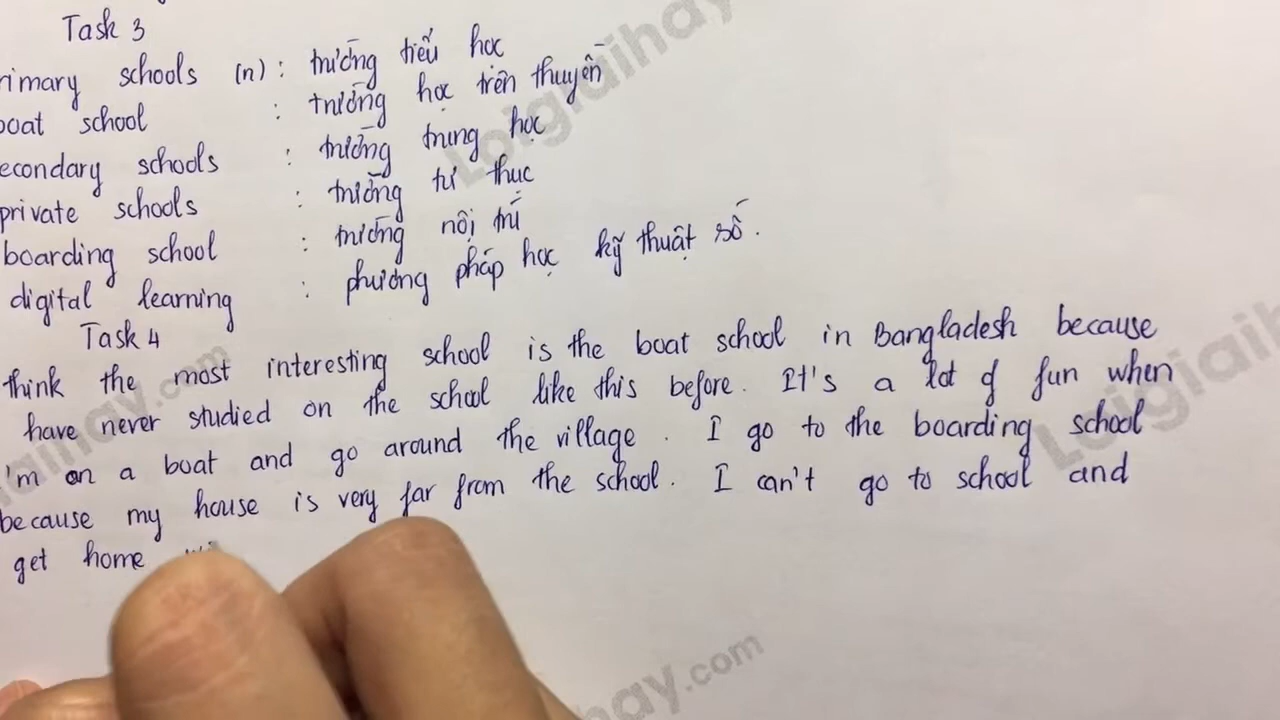 Task 3
rimary schools (n) : trường tiểu học
boat school : trường học trên thuyền
econdary schools : trường trung học
private schools : trường tư thục
boarding school : trường nội trú
digital learning : phương pháp học kỹ thuật số.
Task 4
think the most interesting school is the boat school in Bangladesh because
have never studied on the school like this before. It's a lot of fun when
I'm on a boat and go around the village. I go to the boarding school
because my house is very far from the school. I can't go to school and
get home
Loigiaihay.com